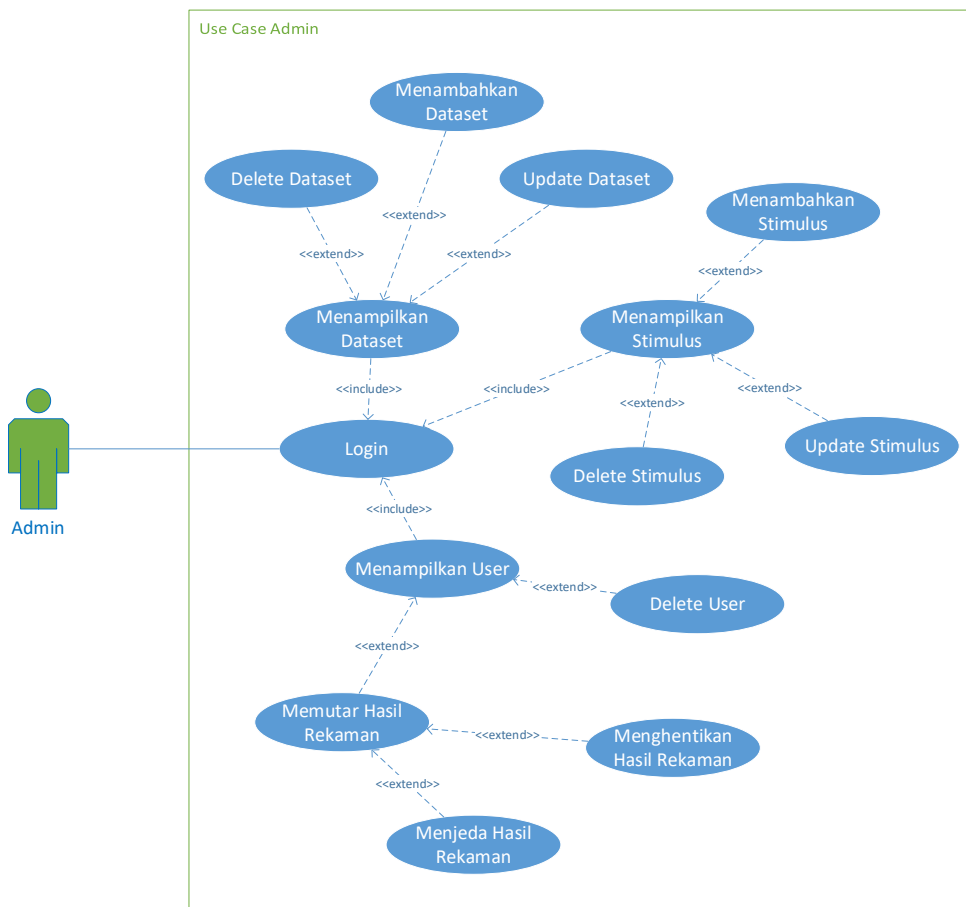 Use Case Admin
Menambahkan
Dataset
Delete Dataset
Update Dataset
Menambahkan
Stimulus
<<extend>>
<<extend>>
<<extend>>
<<extend>>
Menampilkan
Dataset
Menampilkan
Stimulus
<<include>>
<<include>>
<<extend>>
<<extend>>
Login
Update Stimulus
Delete Stimulus
Admin
<<include>>
Menampilkan User
<<extend>>
Delete User
<<extend>>
Memutar Hasil
Rekaman
<<extend>>
Menghentikan
Hasil Rekaman
<<extend>>
Menjeda Hasil
Rekaman